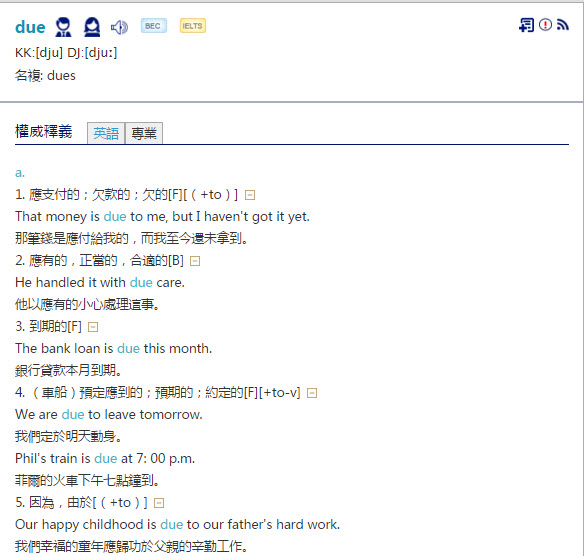 due BEC IELTS
KK:[dju] DJ:[djuː]
名複: dues
權威釋義 英語 專業
a.
1. 應支付的；欠款的；欠的[F][（+to）]
That money is due to me, but I haven't got it yet.
那筆錢是應付給我的，而我至今還未拿到。
2. 應有的，正當的，合適的[B]
He handled it with due care.
他以應有的小心處理這事。
3. 到期的[F]
The bank loan is due this month.
銀行貸款本月到期。
4. （車船）預定應到的；預期的；約定的[F][+to-v]
We are due to leave tomorrow.
我們定於明天動身。
Phil's train is due at 7: 00 p.m.
菲爾的火車下午七點鐘到。
5. 因為，由於[（+to）]
Our happy childhood is due to our father's hard work.
我們幸福的童年應歸功於父親的辛勤工作。